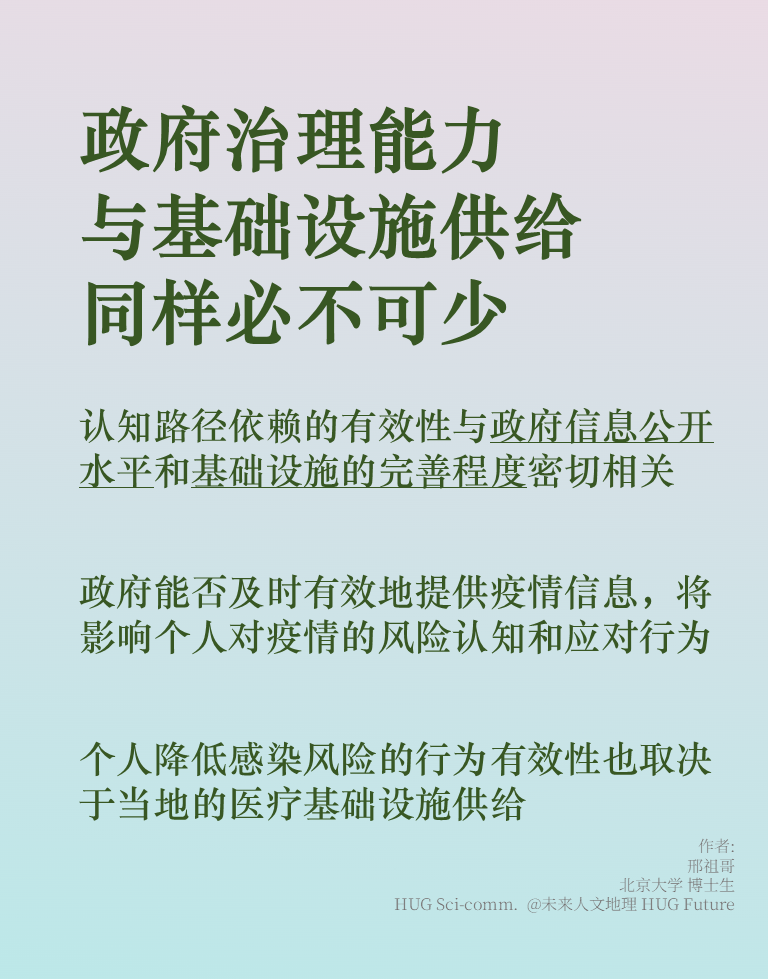 政府治理能力
与基础设施供给
同样必不可少
认知路径依赖的有效性与政府信息公开
水平和基础设施的完善程度密切相关
政府能否及时有效地提供疫情信息，将
影响个人对疫情的风险认知和应对行为
个人降低感染风险的行为有效性也取决
于当地的医疗基础设施供给
作者:
邢祖哥
北京大学 博士生
HUG Sci-comm. @未来人文地理 HUG Future